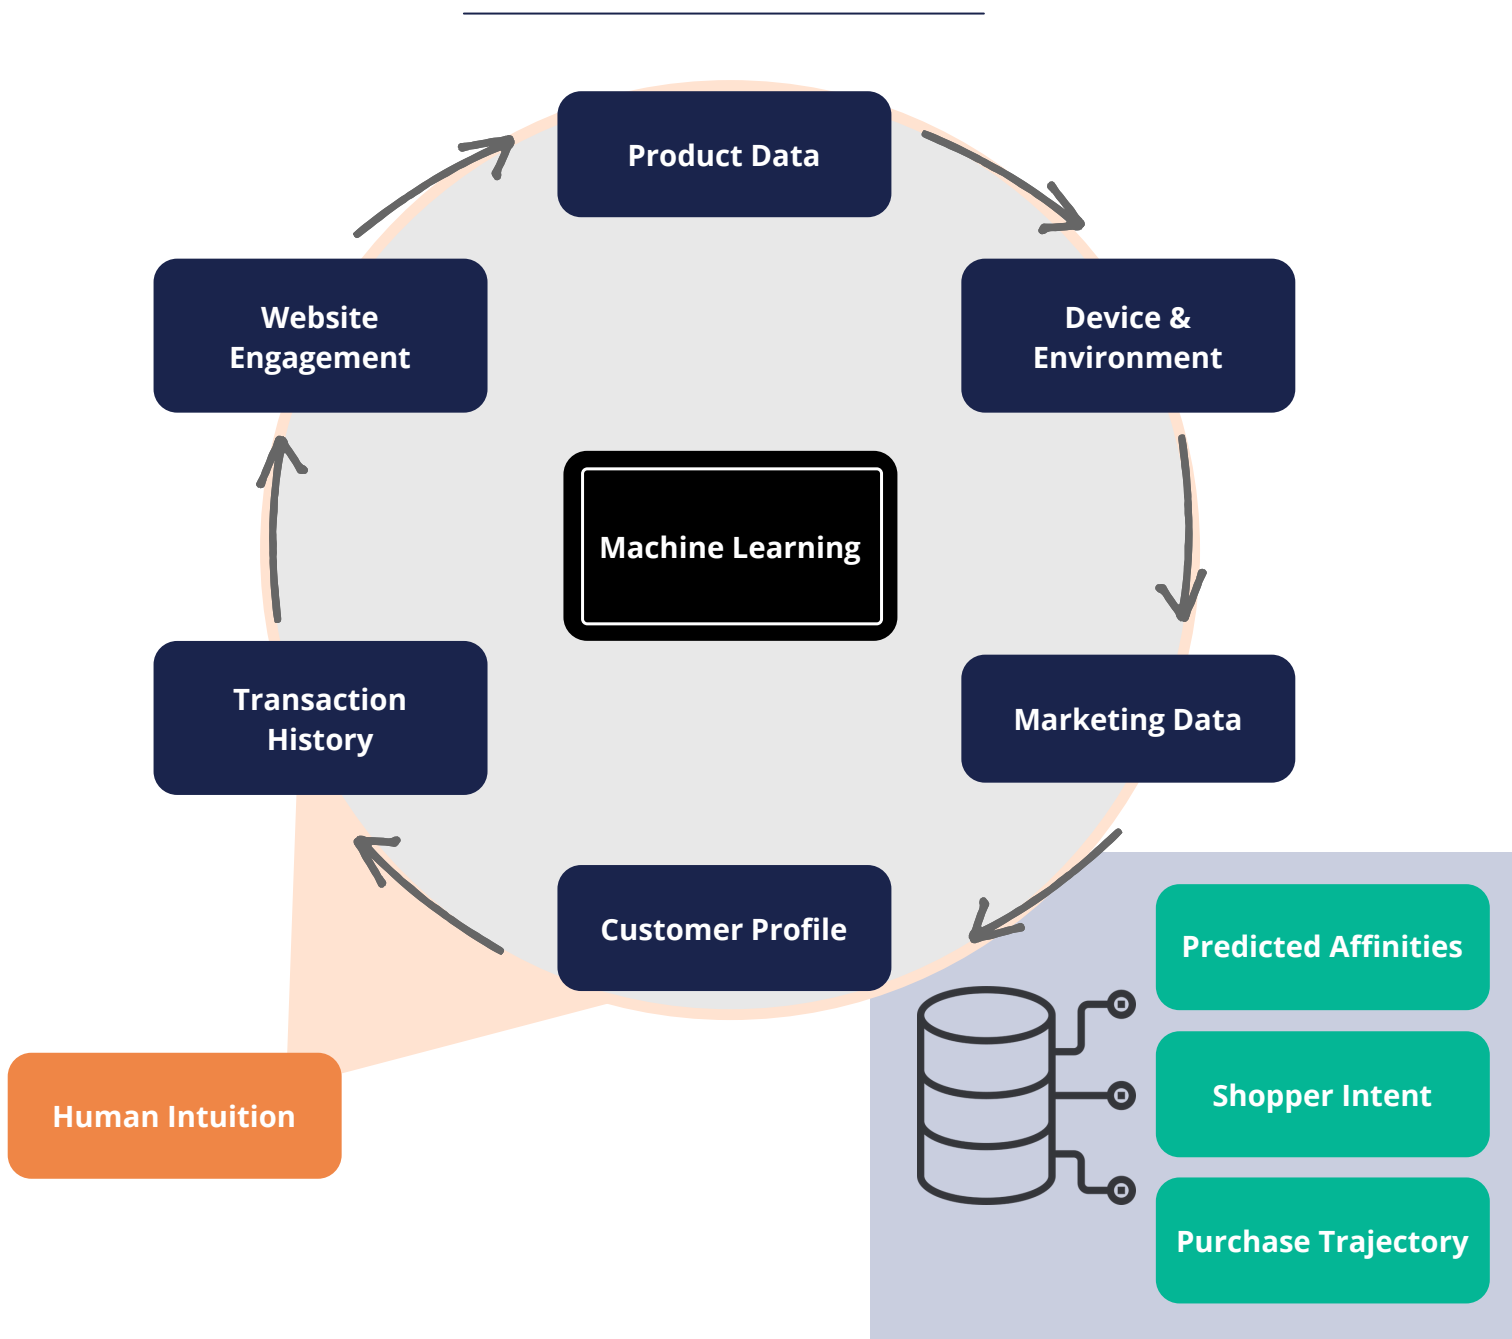 Product Data
Website
Engagement
Device &
Environment
Machine Learning
Transaction
History
Marketing Data
Customer Profile
Predicted Affinities
Shopper Intent
Human Intuition
Purchase Trajectory